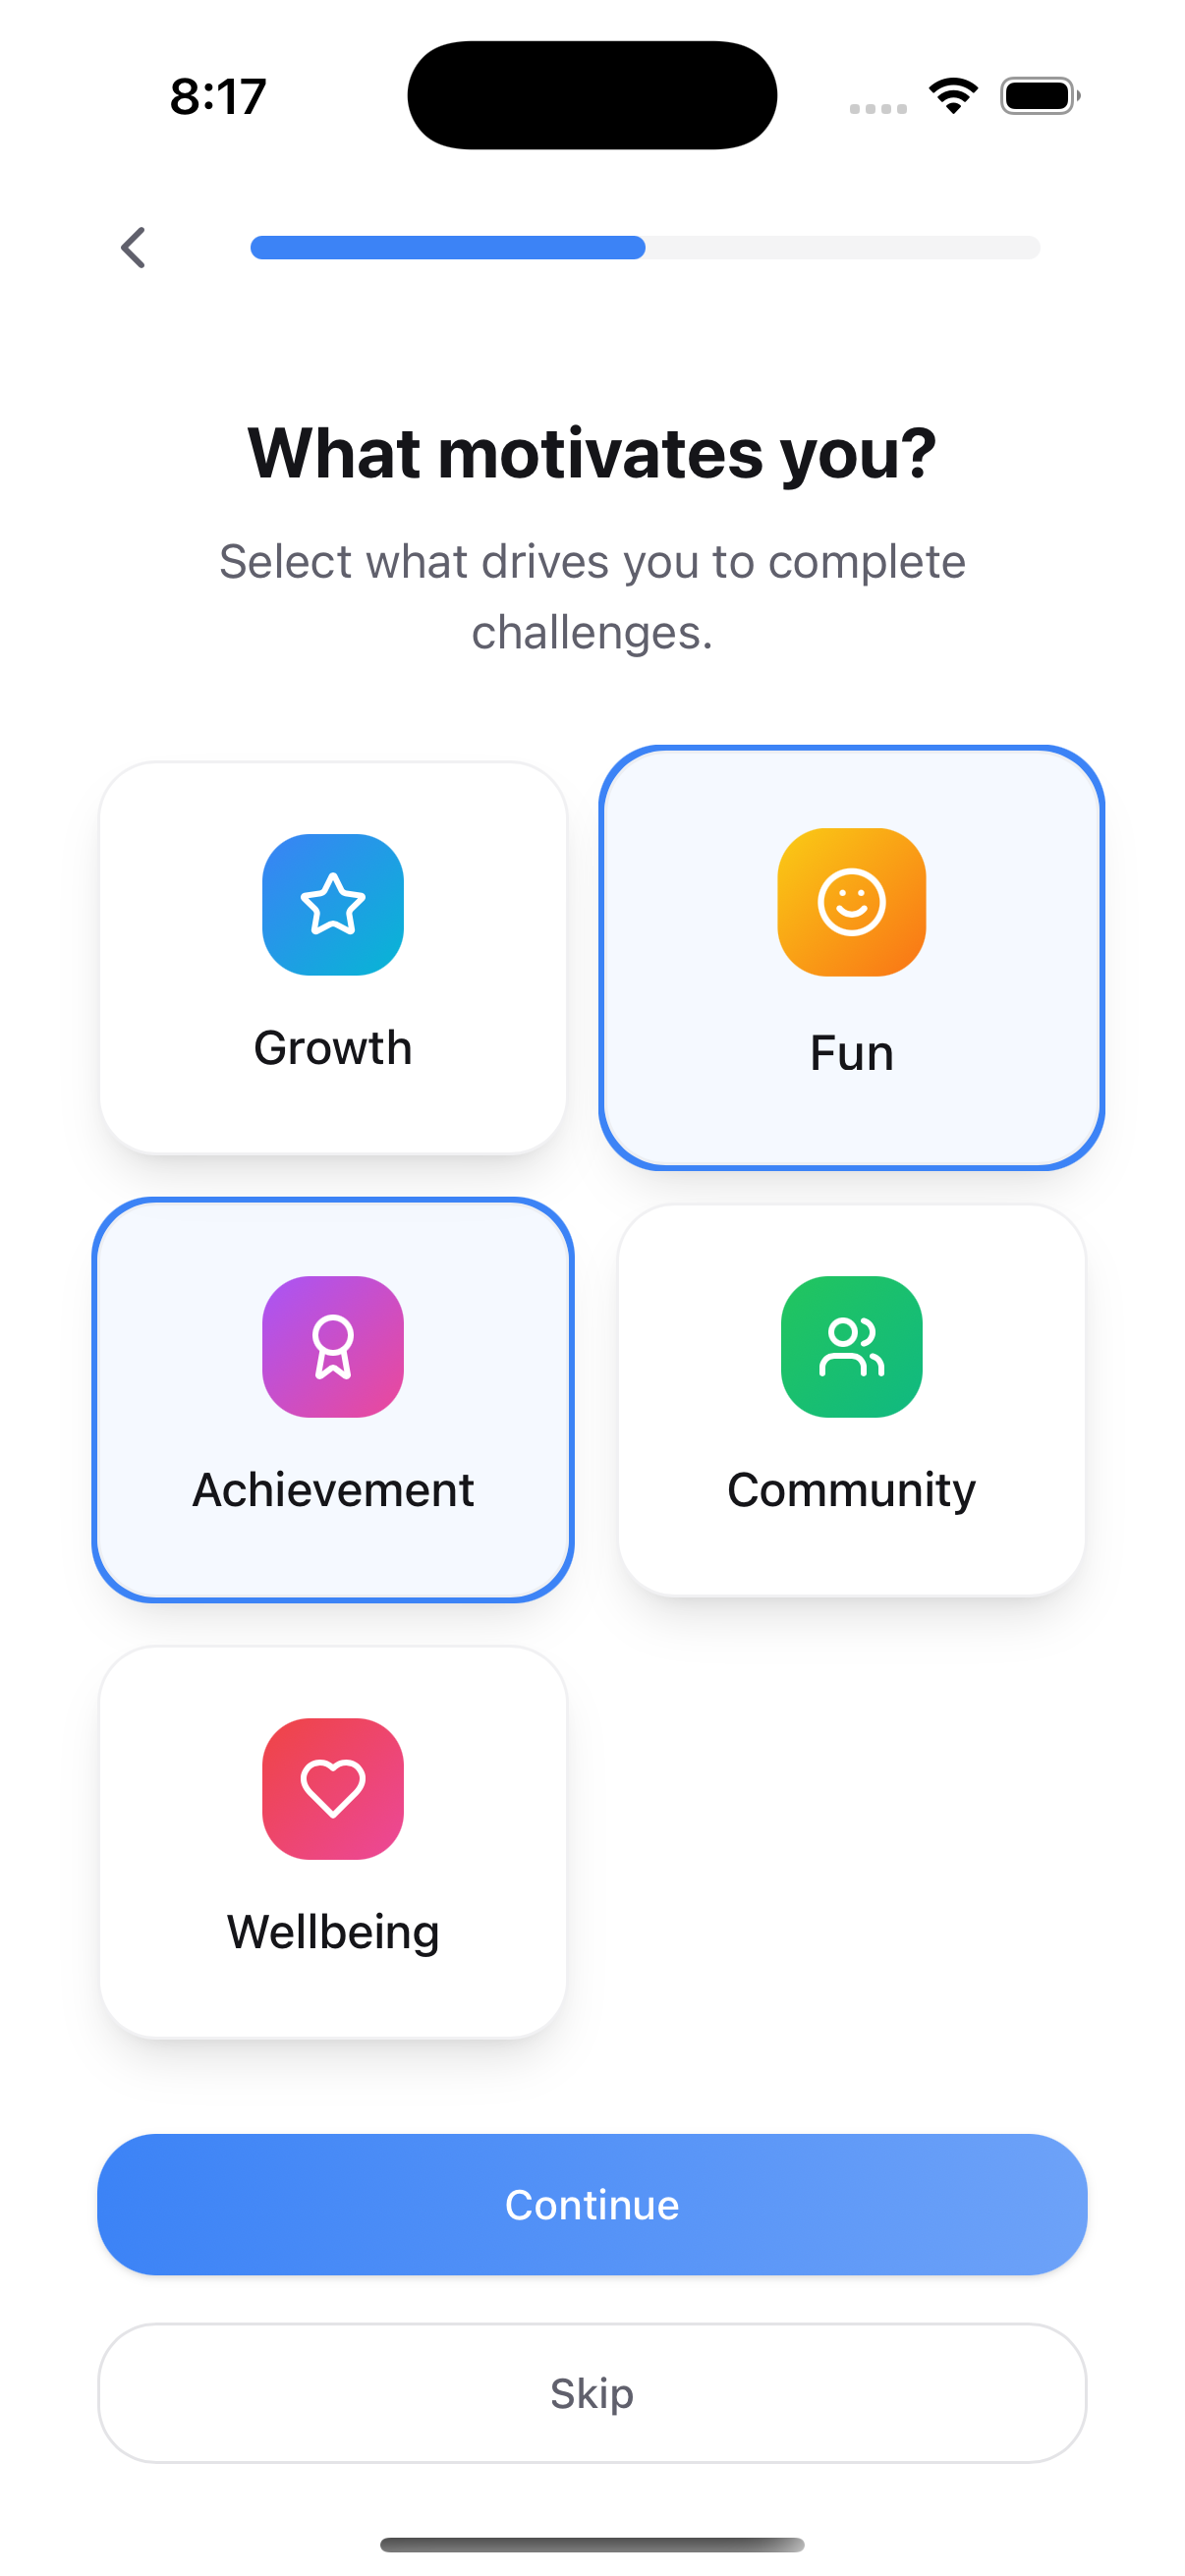 8:17
What motivates you?
Select what drives you to complete
challenges.
Growth
Fun
Achievement
Community
Wellbeing
Continue
Skip